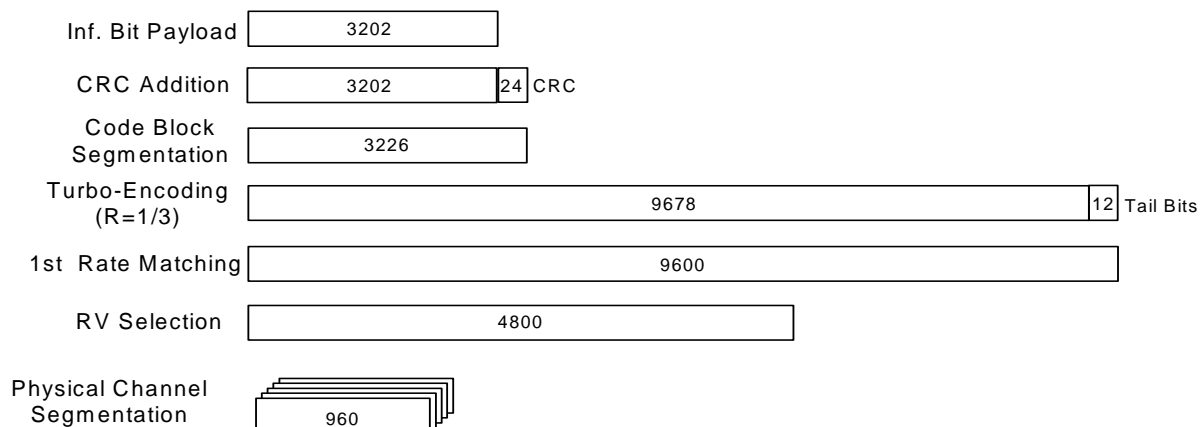 Inf. Bit Payload 3202
CRC Addition 3202 24 CRC
Code Block
Segmentation 3226
Turbo-Encoding
(R=1/3) 9678 12 Tail Bits
1st Rate Matching 9600
RV Selection 4800
Physical Channel
Segmentation 960